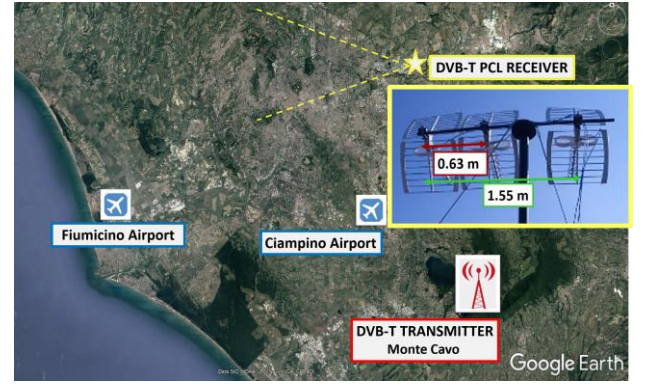 DVB-T PCL RECEIVER
0.63 m
1.55 m
Fiumicino Airport
Ciampino Airport
DVB-T TRANSMITTER
Monte Cavo
Google Earth